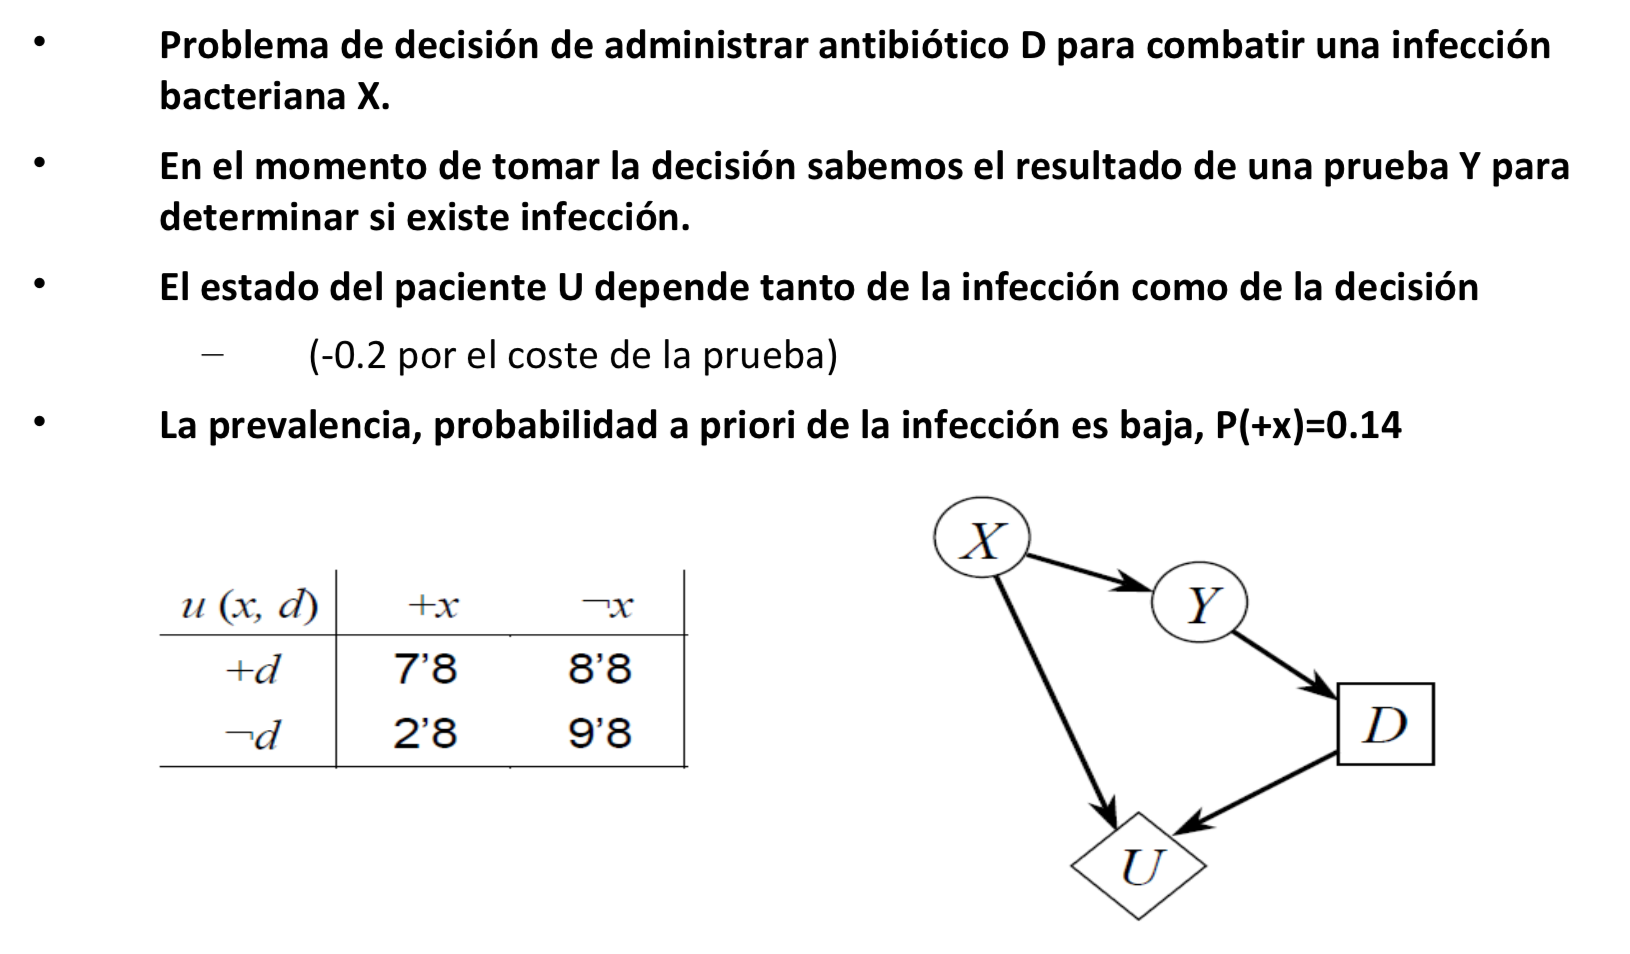 • Problema de decisión de administrar antibiótico D para combatir una infección
bacteriana X.
• En el momento de tomar la decisión sabemos el resultado de una prueba Y para
determinar si existe infección.
• El estado del paciente U depende tanto de la infección como de la decisión
– (-0.2 por el coste de la prueba)
• La prevalencia, probabilidad a priori de la infección es baja, P(+x)=0.14
u (x, d) +x ¬x
+d 7’8 8’8
¬d 2’8 9’8
X
Y
D
U